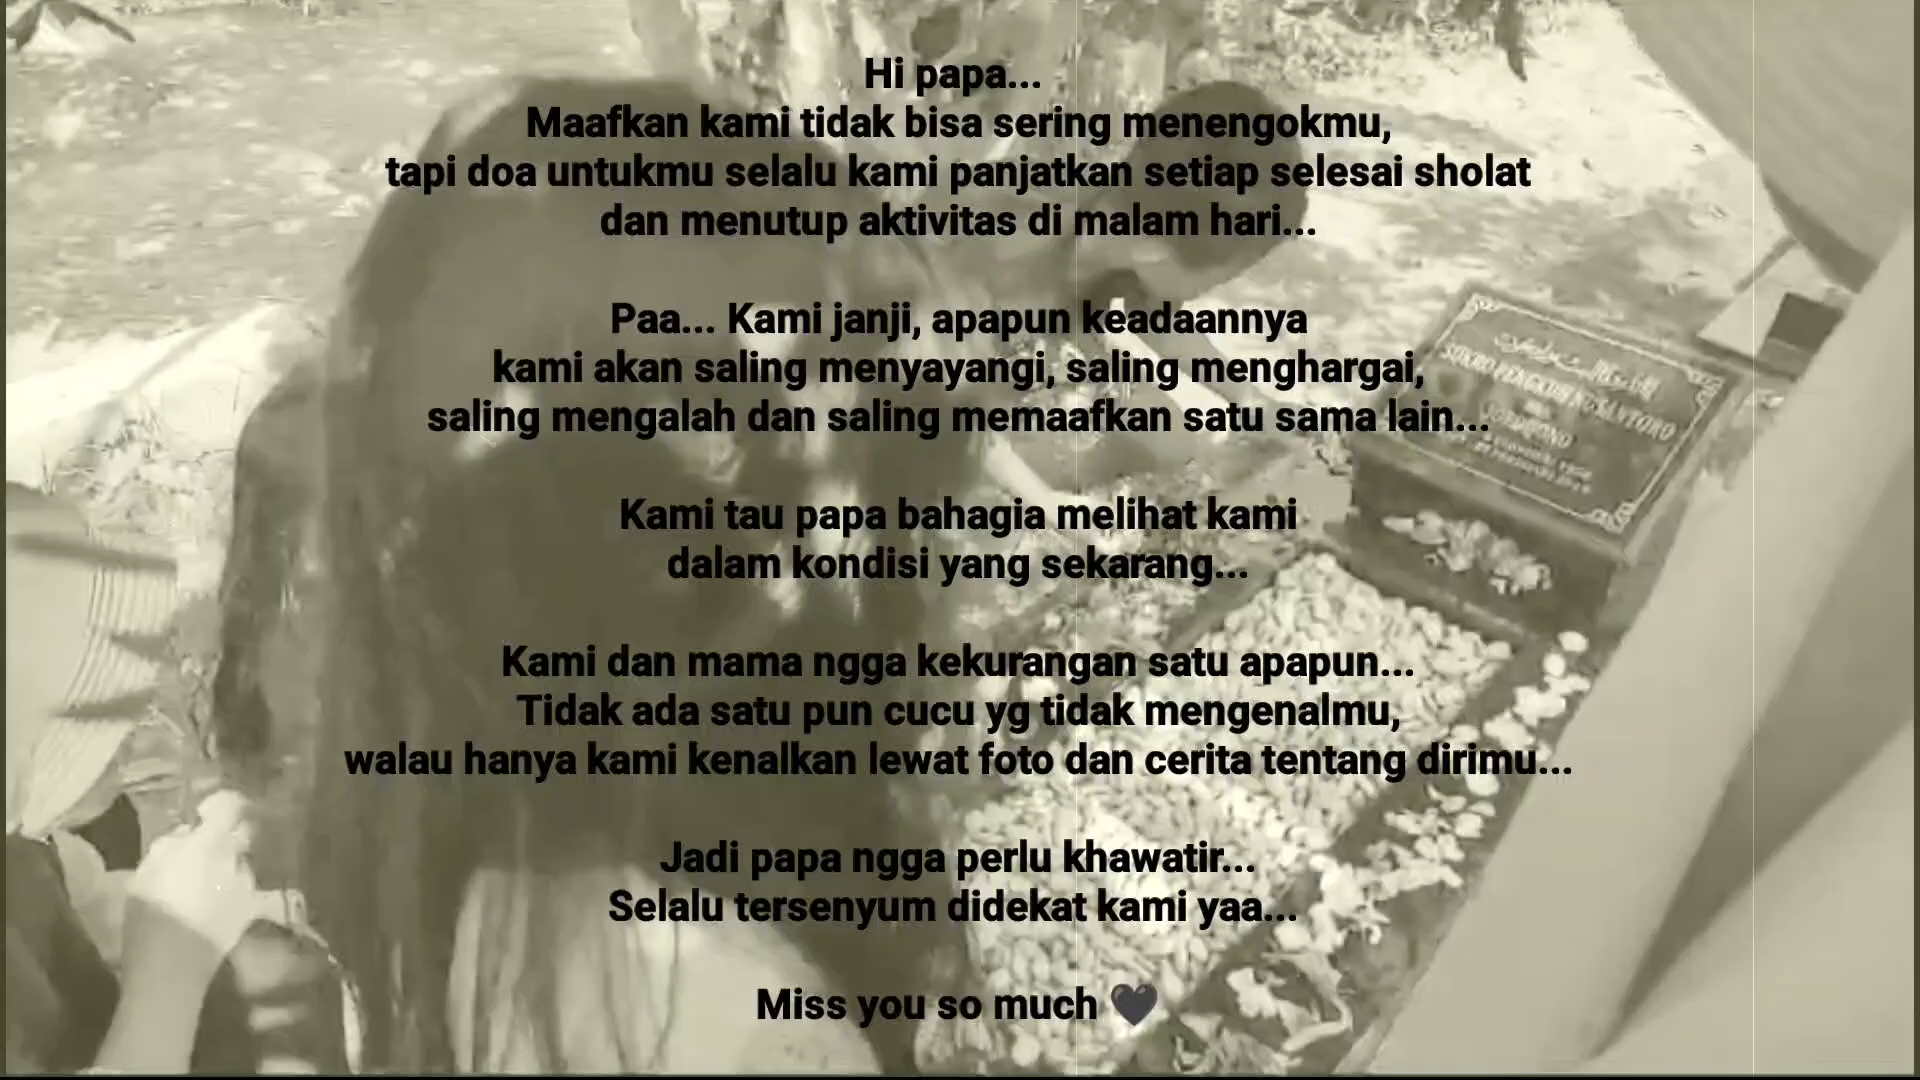 Hi papa...
Maafkan kami tidak bisa sering menengokmu,
tapi doa untukmu selalu kami panjatkan setiap selesai sholat
dan menutup aktivitas di malam hari...
Paa... Kami janji, apapun keadaannya
kami akan saling menyayangi, saling menghargai,
saling mengalah dan saling memaafkan satu sama lain...
Kami tau papa bahagia melihat kami
dalam kondisi yang sekarang...
Kami dan mama ngga kekurangan satu apapun...
Tidak ada satu pun cucu yg tidak mengenalmu,
walau hanya kami kenalkan lewat foto dan cerita tentang dirimu...
Jadi papa ngga perlu khawatir...
Selalu tersenyum didekat kami yaa...
Miss you so much 🖤